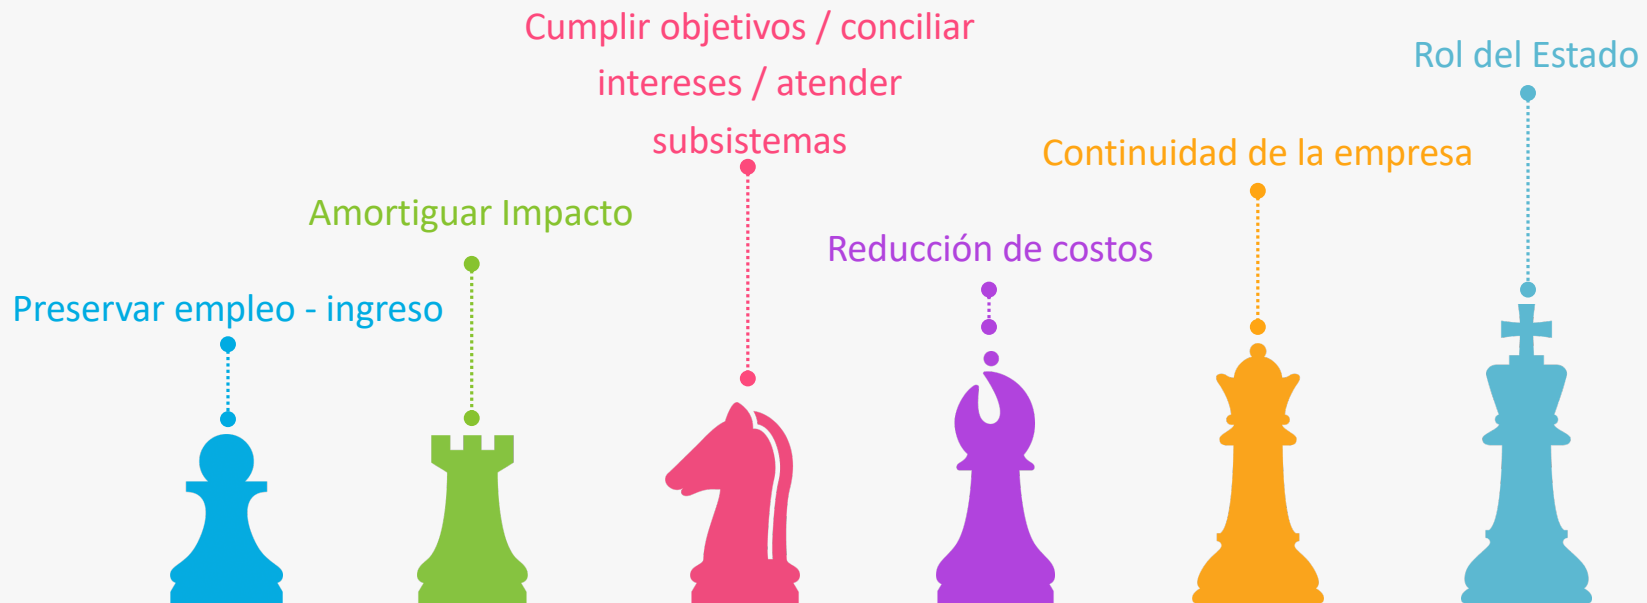 Preservar empleo - ingreso
Amortiguar Impacto
Cumplir objetivos / conciliar
intereses / atender
subsistemas
Reducción de costos
Continuidad de la empresa
Rol del Estado